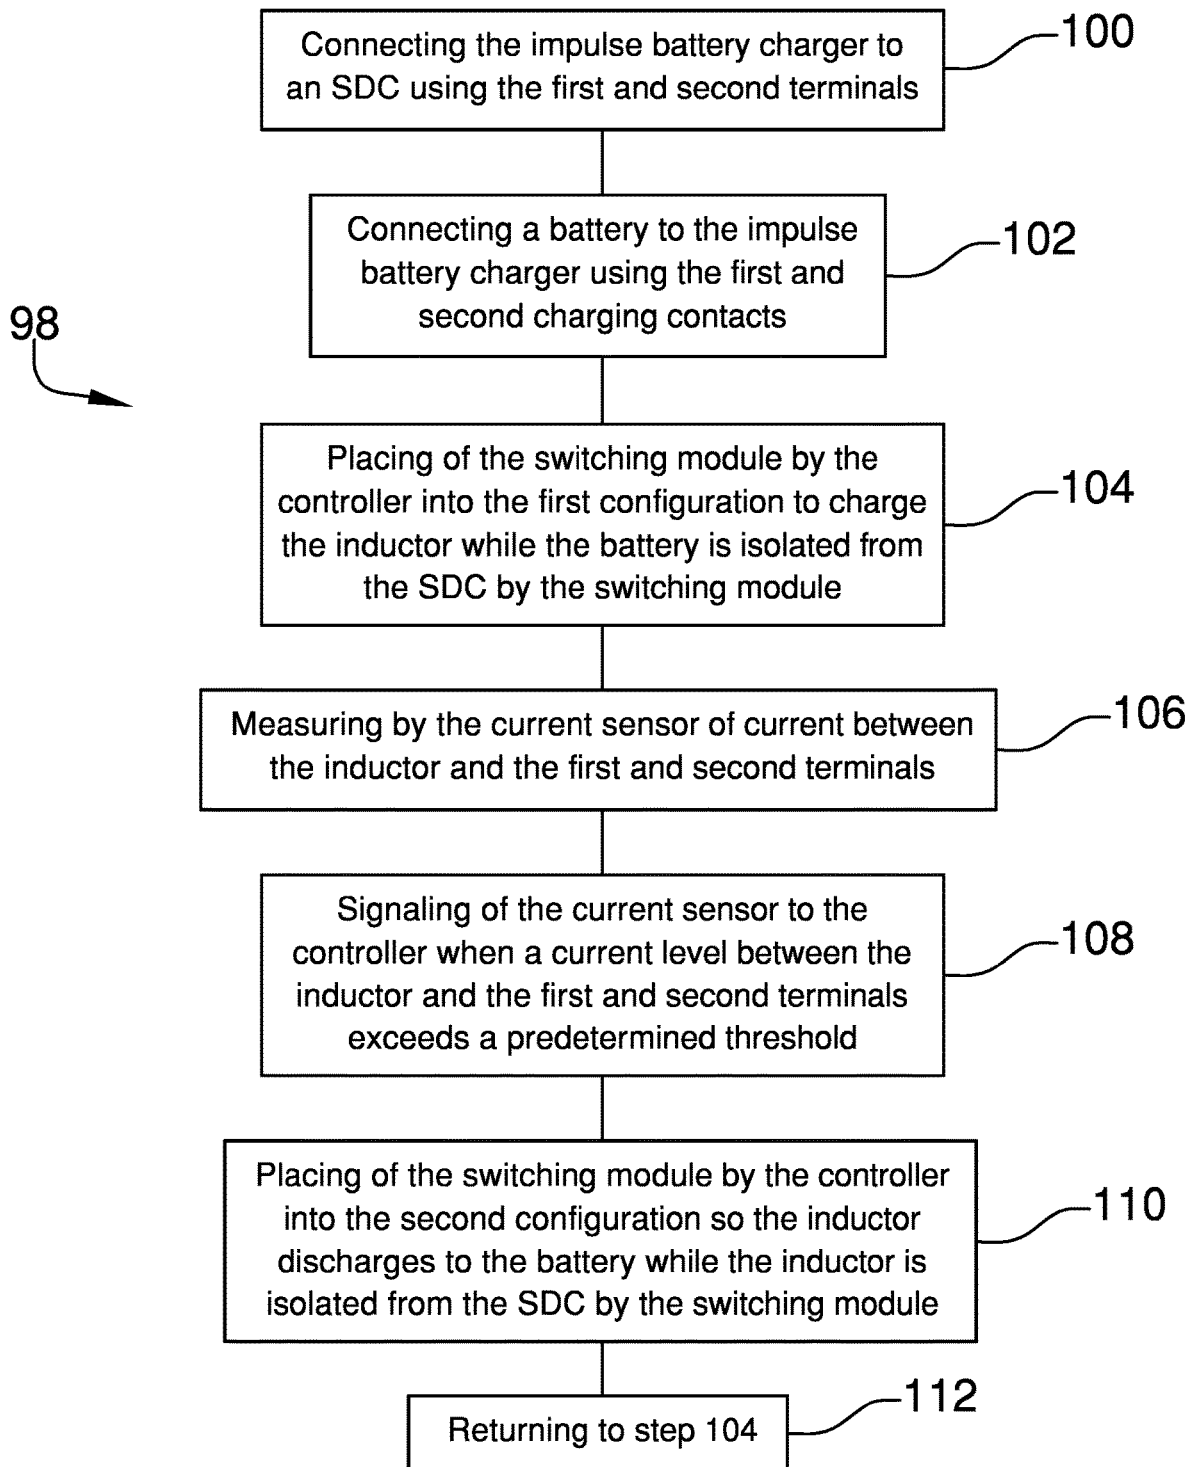 Connecting the impulse battery charger to
an SDC using the first and second terminals
100
Connecting a battery to the impulse
battery charger using the first and
second charging contacts
102
98
Placing of the switching module by the
controller into the first configuration to charge
the inductor while the battery is isolated from
the SDC by the switching module
104
Measuring by the current sensor of current between
the inductor and the first and second terminals
106
Signaling of the current sensor to the
controller when a current level between the
inductor and the first and second terminals
exceeds a predetermined threshold
108
Placing of the switching module by the controller
into the second configuration so the inductor
discharges to the battery while the inductor is
isolated from the SDC by the switching module
110
Returning to step 104
112